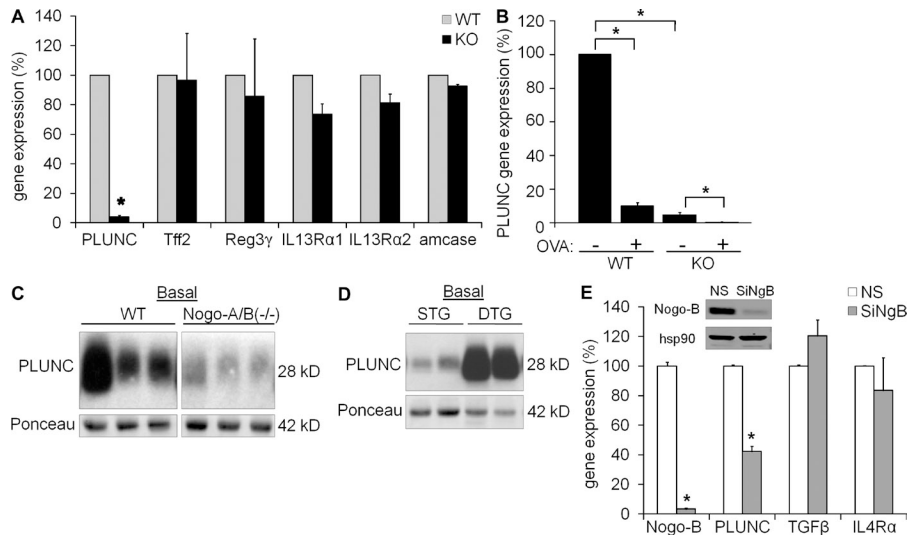 A
gene expression (%)
140
120
100
80
60
40
20
0
WT
KO
*
PLUNC Tff2 Reg3γ IL13Rα1 IL13Rα2 amcase
B
PLUNC gene expression (%)
120
100
80
60
40
20
0
*
*
*
OVA: - + - +
WT KO
C
Basal
WT Nogo-A/B(-/-)
PLUNC 28 kD
Ponceau 42 kD
D
Basal
STG DTG
PLUNC 28 kD
Ponceau 42 kD
E
NS SiNgB
Nogo-B
hsp90
NS
SiNgB
gene expression (%)
140
120
100
80
60
40
20
0
*
*
Nogo-B PLUNC TGFβ IL4Rα